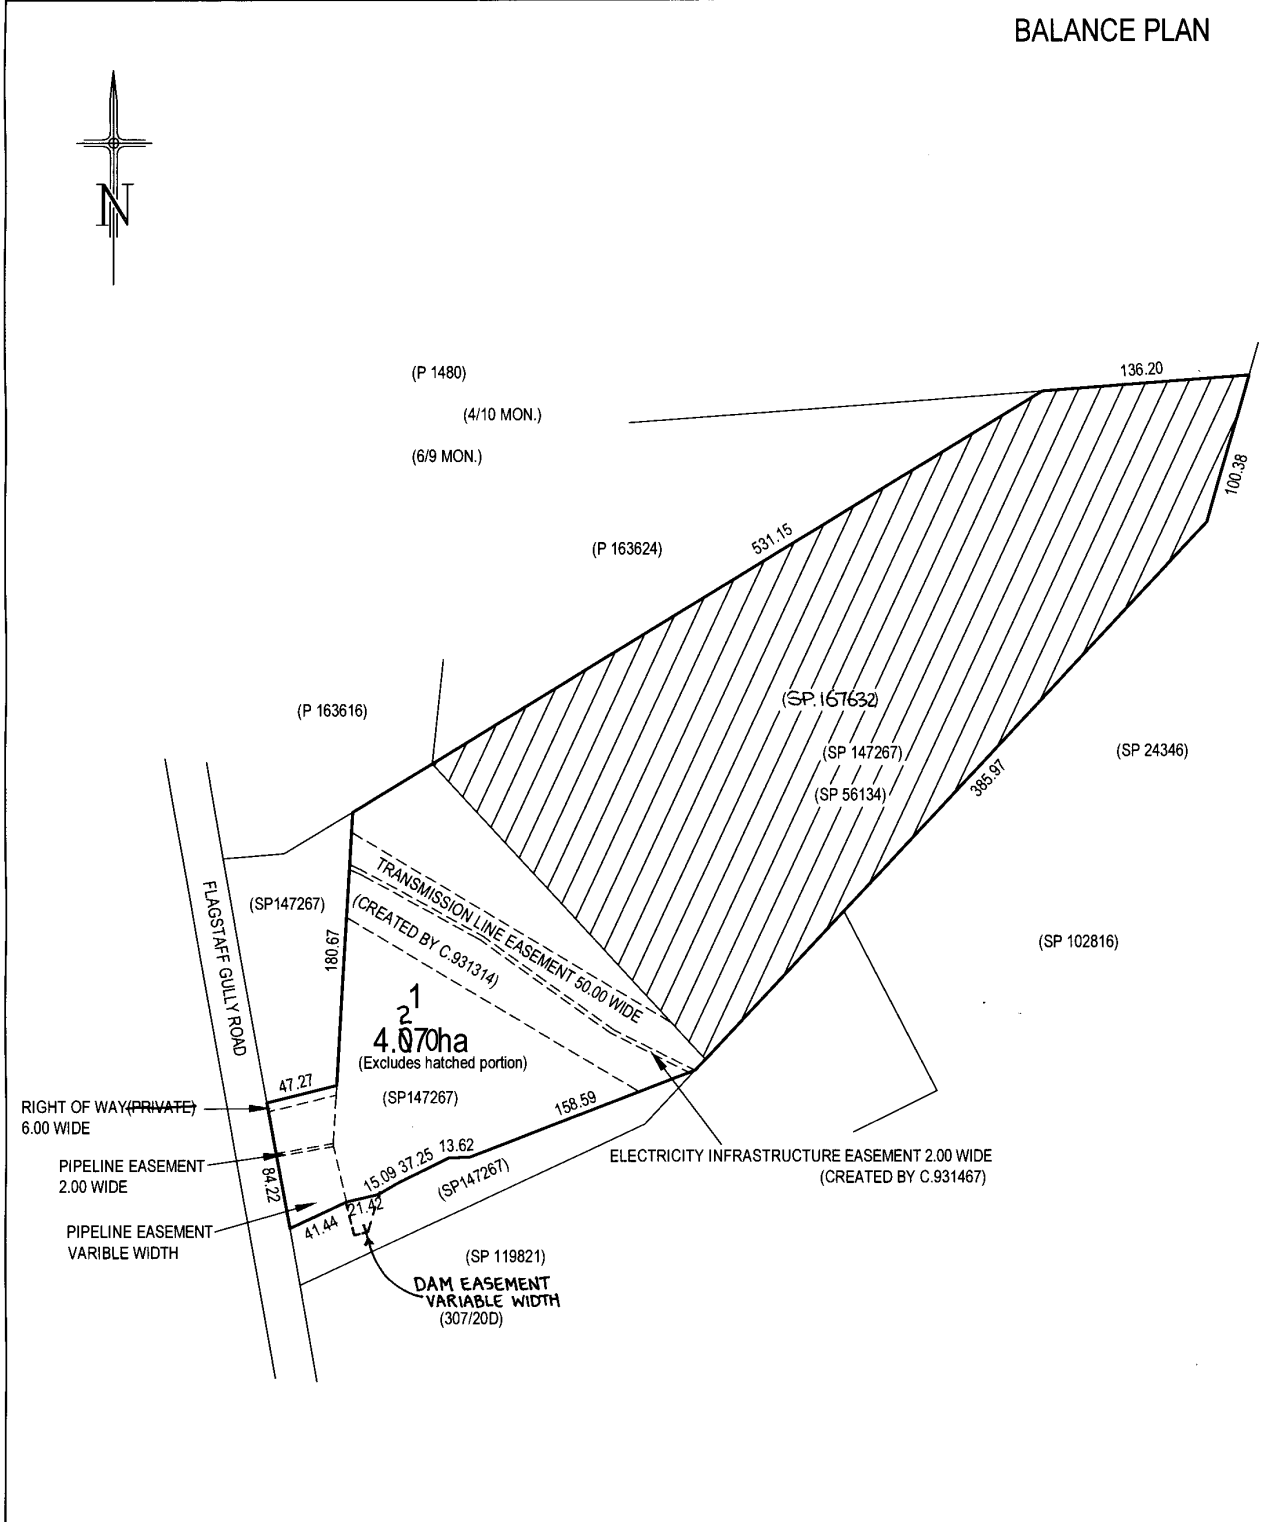 BALANCE PLAN
N
(P 1480)
136.20
(4/10 MON.)
(6/9 MON.)
100.38
531.15
(P 163624)
(SP.167632)
(P 163616)
(SP 147267)
(SP 24346)
385.97
(SP 56134)
FLAGSTAFF GULLY ROAD
TRANSMISSION LINE EASEMENT 50.00 WIDE
(SP147267)
(CREATED BY C.931314)
180.67
(SP 102816)
1
2
4.070ha
(Excludes hatched portion)
47.27
(SP147267)
RIGHT OF WAY(PRIVATE)
6.00 WIDE
158.59
13.62
ELECTRICITY INFRASTRUCTURE EASEMENT 2.00 WIDE
(CREATED BY C.931467)
PIPELINE EASEMENT
2.00 WIDE
84.22
15.09 37.25
(SP147267)
21.42
41.44
PIPELINE EASEMENT
VARIBLE WIDTH
(SP 119821)
DAM EASEMENT
VARIABLE WIDTH
(307/20D)